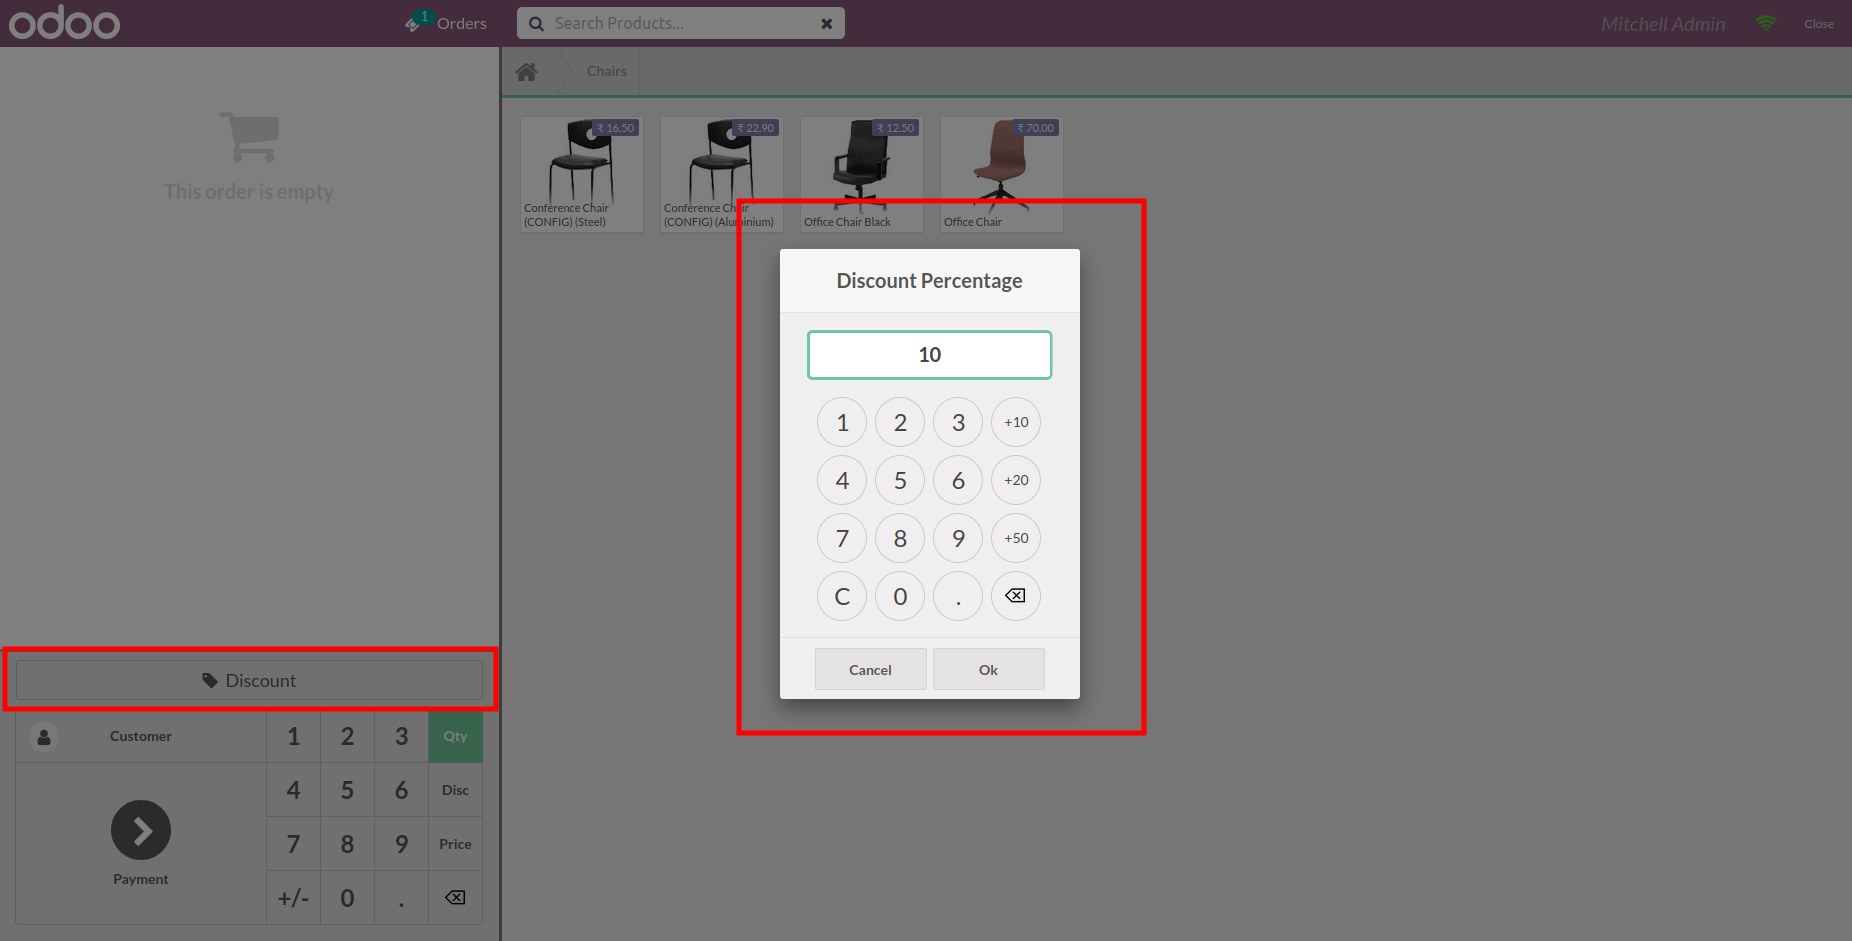 odoo
1
Orders
Search Products...
Mitchell Admin
Close
This order is empty
Chairs
₹ 16.50
Conference Chair
(CONFIG) (Steel)
₹ 22.90
Conference Chair
(CONFIG) (Aluminium)
₹ 12.50
Office Chair Black
₹ 70.00
Office Chair
Discount Percentage
10
1 2 3 +10
4 5 6 +20
7 8 9 +50
C 0 .
Cancel
Ok
Discount
Customer
Payment
1 2 3 Qty
4 5 6 Disc
7 8 9 Price
+/- 0 .